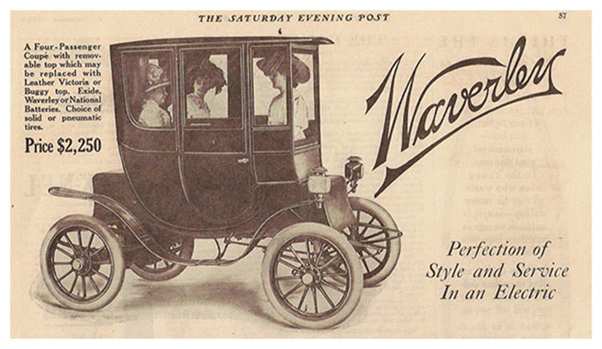 THE SATURDAY EVENING POST
57
A Four-Passenger
Coupé with remov-
able top which may
be replaced with
Leather Victoria or
Buggy top. Exide,
Waverley or National
Batteries. Choice of
solid or pneumatic
tires.
Price $2,250
Waverley
Perfection of
Style and Service
In an Electric